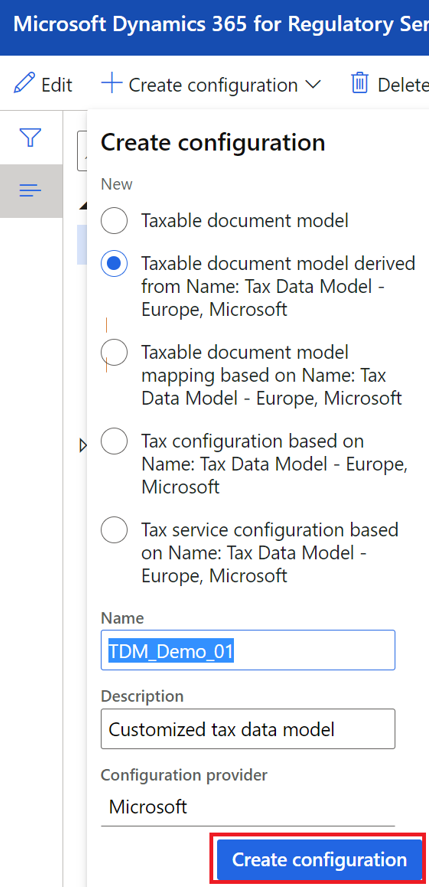 Microsoft Dynamics 365 for Regulatory Ser
Edit
Create configuration
Delete
Create configuration
New
Taxable document model
Taxable document model derived
from Name: Tax Data Model -
Europe, Microsoft
Taxable document model
mapping based on Name: Tax
Data Model - Europe, Microsoft
Tax configuration based on
Name: Tax Data Model - Europe,
Microsoft
Tax service configuration based
on Name: Tax Data Model -
Europe, Microsoft
Name
TDM_Demo_01
Description
Customized tax data model
Configuration provider
Microsoft
Create configuration